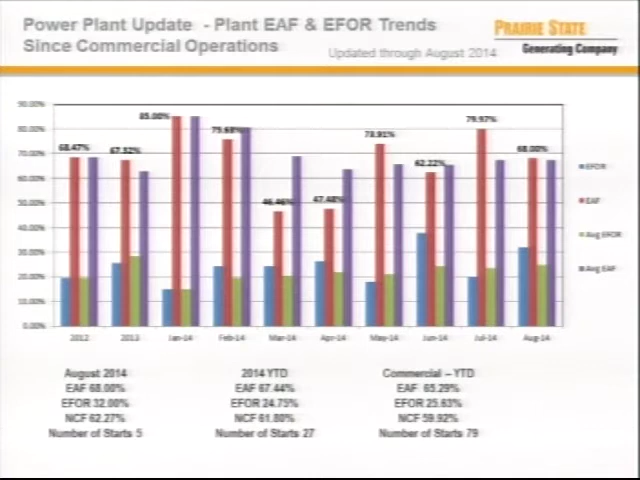 Power Plant Update - Plant EAF & EFOR Trends
Since Commercial Operations
Updated through August 2014
PRAIRIE STATE
Generating Company
90.00%
80.00%
70.00%
60.00%
50.00%
40.00%
30.00%
20.00%
10.00%
0.00%
68.47%
67.52%
85.00%
75.68%
46.46%
47.48%
73.91%
62.22%
79.97%
68.00%
2012
2013
Jan-14
Feb-14
Mar-14
Apr-14
May-14
Jun-14
Jul-14
Aug-14
EFOR
EAF
Avg EFOR
Avg EAF
August 2014
EAF 68.00%
EFOR 32.00%
NCF 62.27%
Number of Starts 5
2014 YTD
EAF 67.44%
EFOR 24.75%
NCF 61.80%
Number of Starts 27
Commercial – YTD
EAF 65.29%
EFOR 25.63%
NCF 59.92%
Number of Starts 79